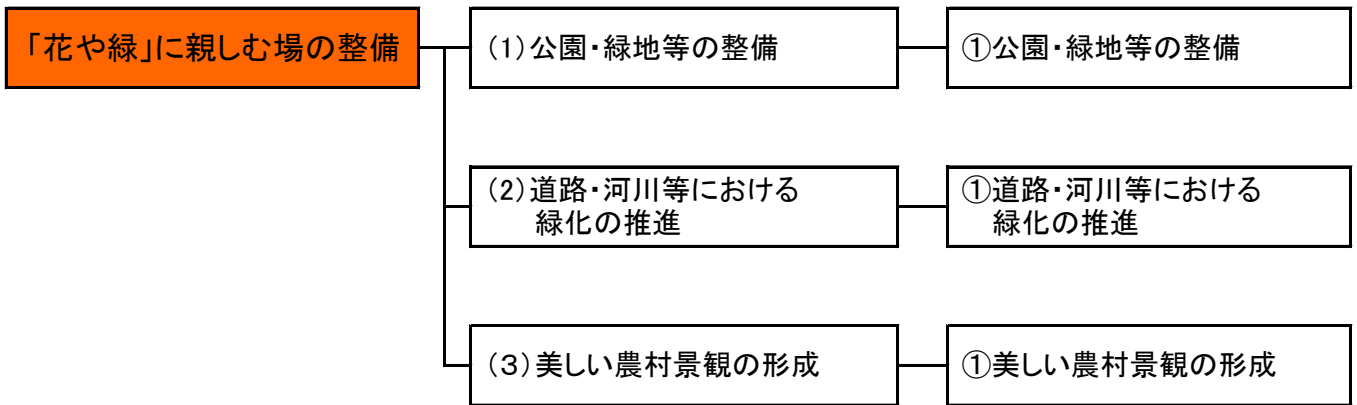 「花や緑」に親しむ場の整備
(1)公園・緑地等の整備
①公園・緑地等の整備
(2)道路・河川等における
緑化の推進
①道路・河川等における
緑化の推進
(3)美しい農村景観の形成
①美しい農村景観の形成